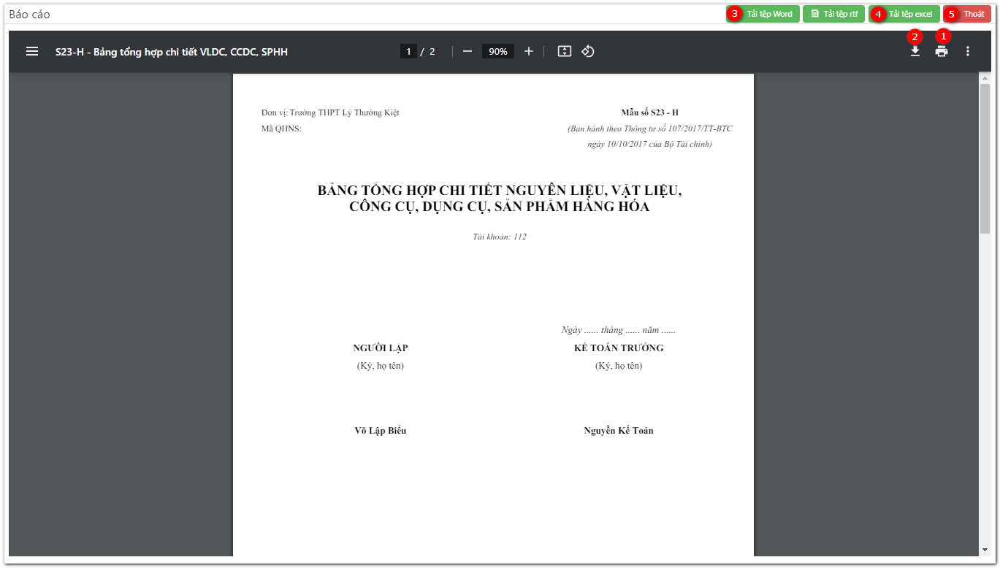 Báo cáo
3 Tải tệp Word
Tải tệp rtf
4 Tải tệp excel
5 Thoát
S23-H - Bảng tổng hợp chi tiết VLDC, CCDC, SPHH
1 / 2
90%
2
1
Đơn vị: Trường THPT Lý Thường Kiệt
Mã QHNS:
Mẫu số S23 - H
(Ban hành theo Thông tư số 107/2017/TT-BTC
ngày 10/10/2017 của Bộ Tài chính)
BẢNG TỔNG HỢP CHI TIẾT NGUYÊN LIỆU, VẬT LIỆU,
CÔNG CỤ, DỤNG CỤ, SẢN PHẨM HÀNG HÓA
Tài khoản: 112
Ngày ...... tháng ...... năm ......
NGƯỜI LẬP
KẾ TOÁN TRƯỞNG
(Ký, họ tên)
(Ký, họ tên)
Võ Lập Biểu
Nguyễn Kế Toán